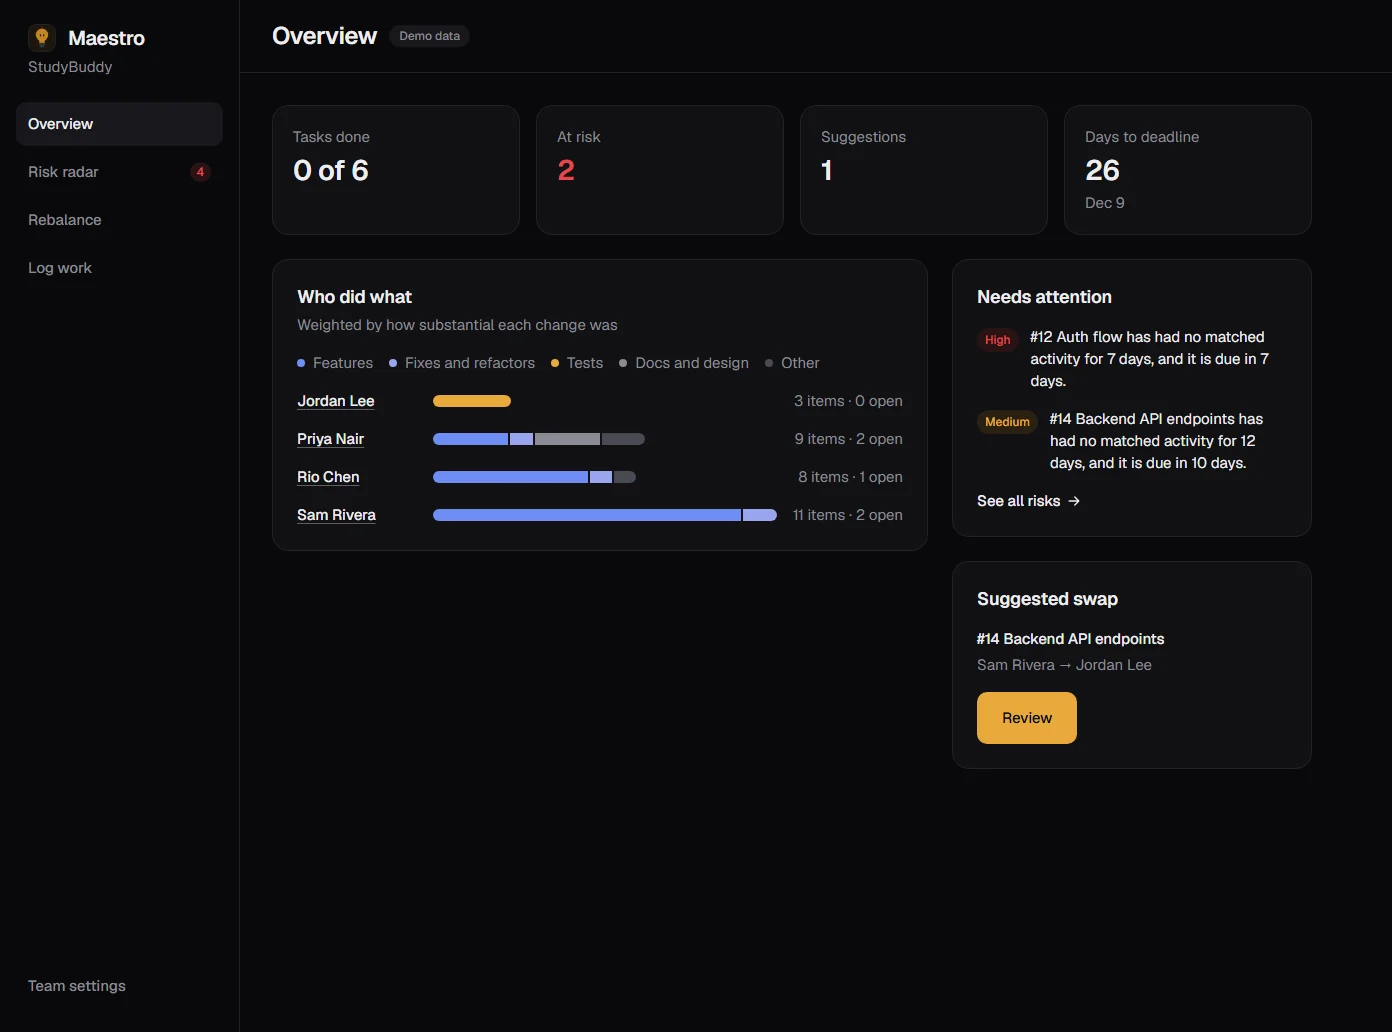 Maestro
StudyBuddy
Overview
Risk radar 4
Rebalance
Log work
Team settings
Overview Demo data
Tasks done
0 of 6
At risk
2
Suggestions
1
Days to deadline
26
Dec 9
Who did what
Weighted by how substantial each change was
Features Fixes and refactors Tests Docs and design Other
Jordan Lee 3 items · 0 open
Priya Nair 9 items · 2 open
Rio Chen 8 items · 1 open
Sam Rivera 11 items · 2 open
Needs attention
High #12 Auth flow has had no matched
activity for 7 days, and it is due in 7
days.
Medium #14 Backend API endpoints has
had no matched activity for 12
days, and it is due in 10 days.
See all risks →
Suggested swap
#14 Backend API endpoints
Sam Rivera → Jordan Lee
Review